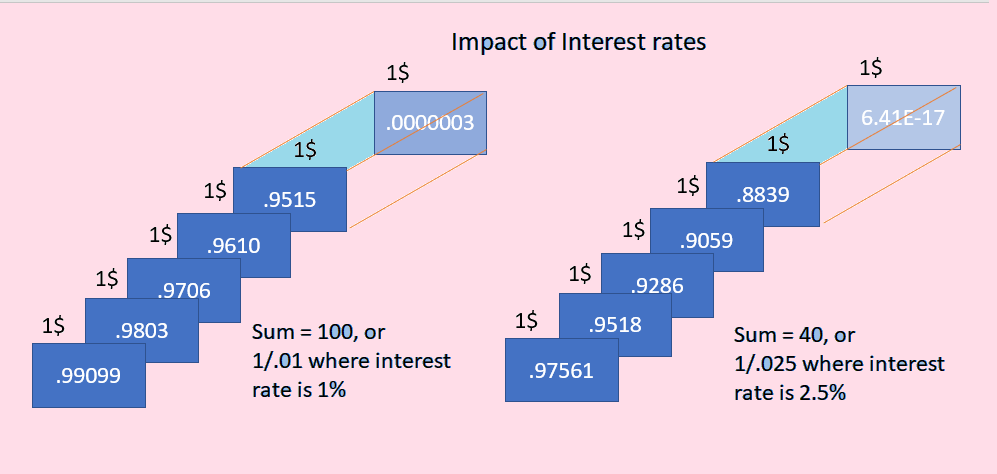 Impact of Interest rates
1$
.0000003
1$
1$
.9515
1$
.9610
1$
.9706
1$
.9803
.99099
Sum = 100, or
1/.01 where interest
rate is 1%
1$
6.41E-17
1$
1$
.8839
1$
.9059
1$
.9286
1$
.9518
.97561
Sum = 40, or
1/.025 where interest
rate is 2.5%